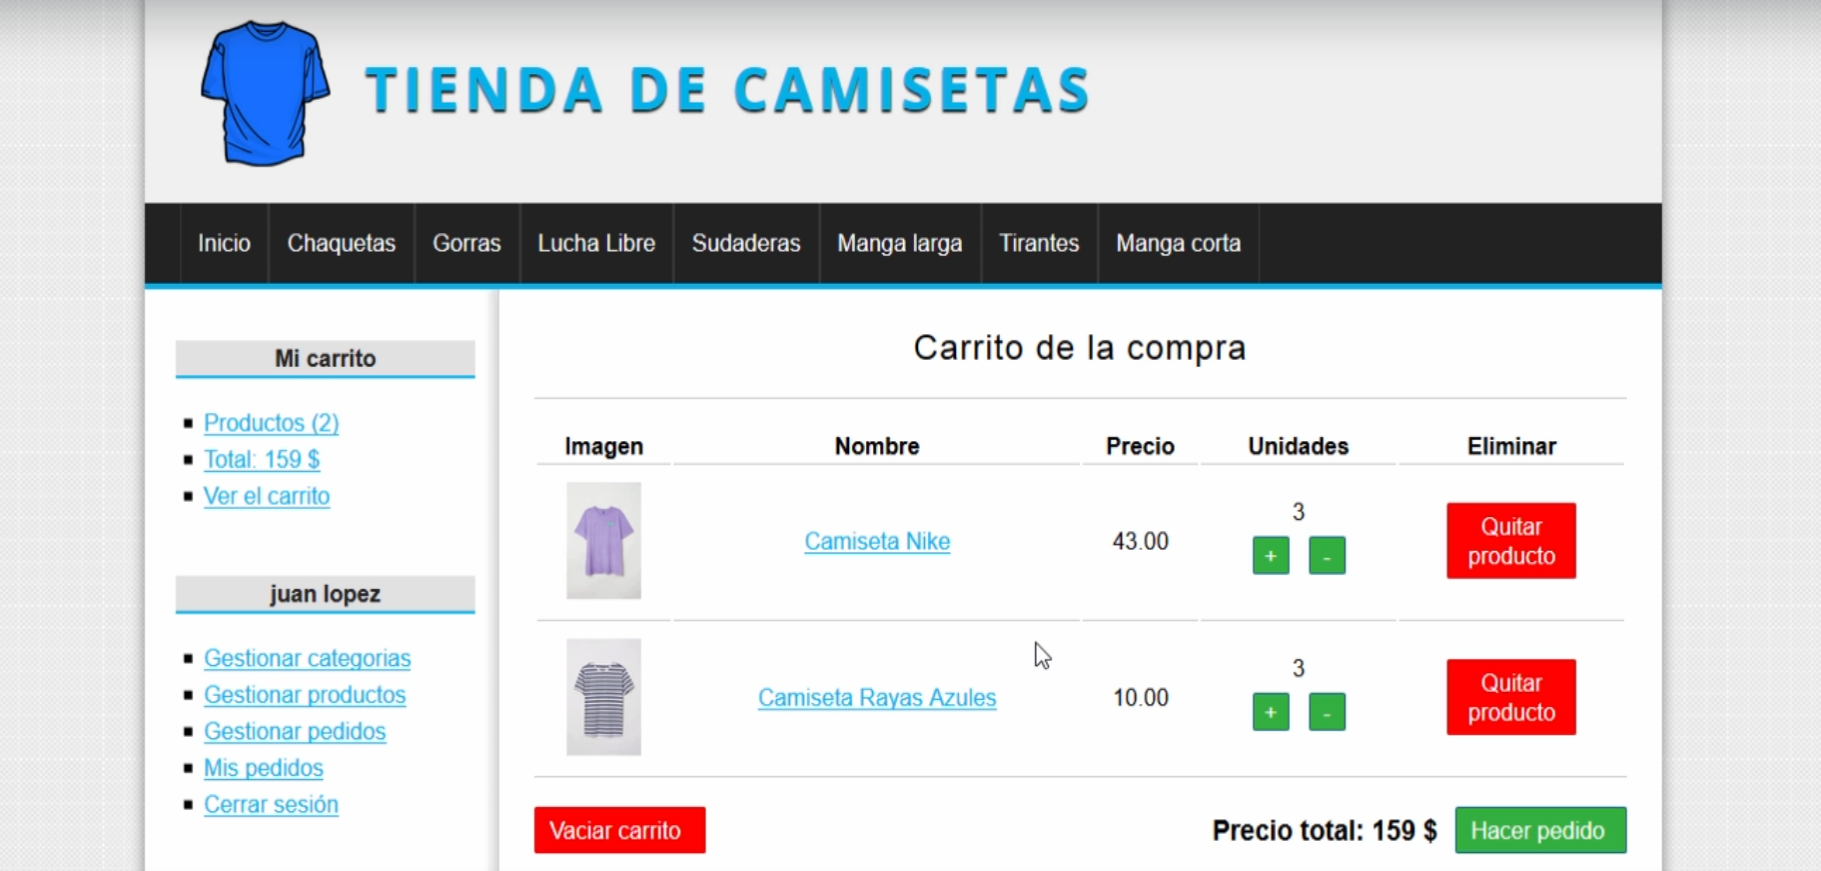 TIENDA DE CAMISETAS
Inicio Chaquetas Gorras Lucha Libre Sudaderas Manga larga Tirantes Manga corta
Mi carrito
Productos (2)
Total: 159 $
Ver el carrito
juan lopez
Gestionar categorias
Gestionar productos
Gestionar pedidos
Mis pedidos
Cerrar sesión
Carrito de la compra
Imagen Nombre Precio Unidades Eliminar
Camiseta Nike 43.00 3
+ -
Quitar
producto
Camiseta Rayas Azules 10.00 3
+ -
Quitar
producto
Vaciar carrito
Precio total: 159 $
Hacer pedido